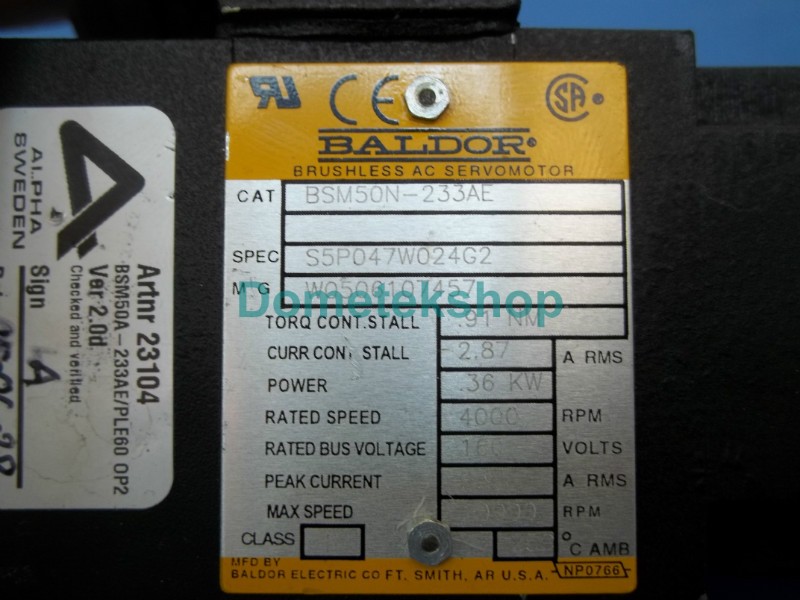 CE
BALDOR
BRUSHLESS AC SERVOMOTOR
CAT BSM50N-233AE
SPEC S5P047W024G2
Dometekshop
TORQ CONT.STALL .91 NM
CURR CONT STALL 2.87 A RMS
POWER .36 KW
RATED SPEED 4000 RPM
RATED BUS VOLTAGE VOLTS
PEAK CURRENT A RMS
MAX SPEED RPM
CLASS °C AMB
MFD BY
BALDOR ELECTRIC CO FT, SMITH, AR U.S.A. NP0766
ALPHA
SWEDEN
Artnr 23104
BSM50A-233AE/PLE60 OP2
Ver 2.0d
Checked and verified
Sign